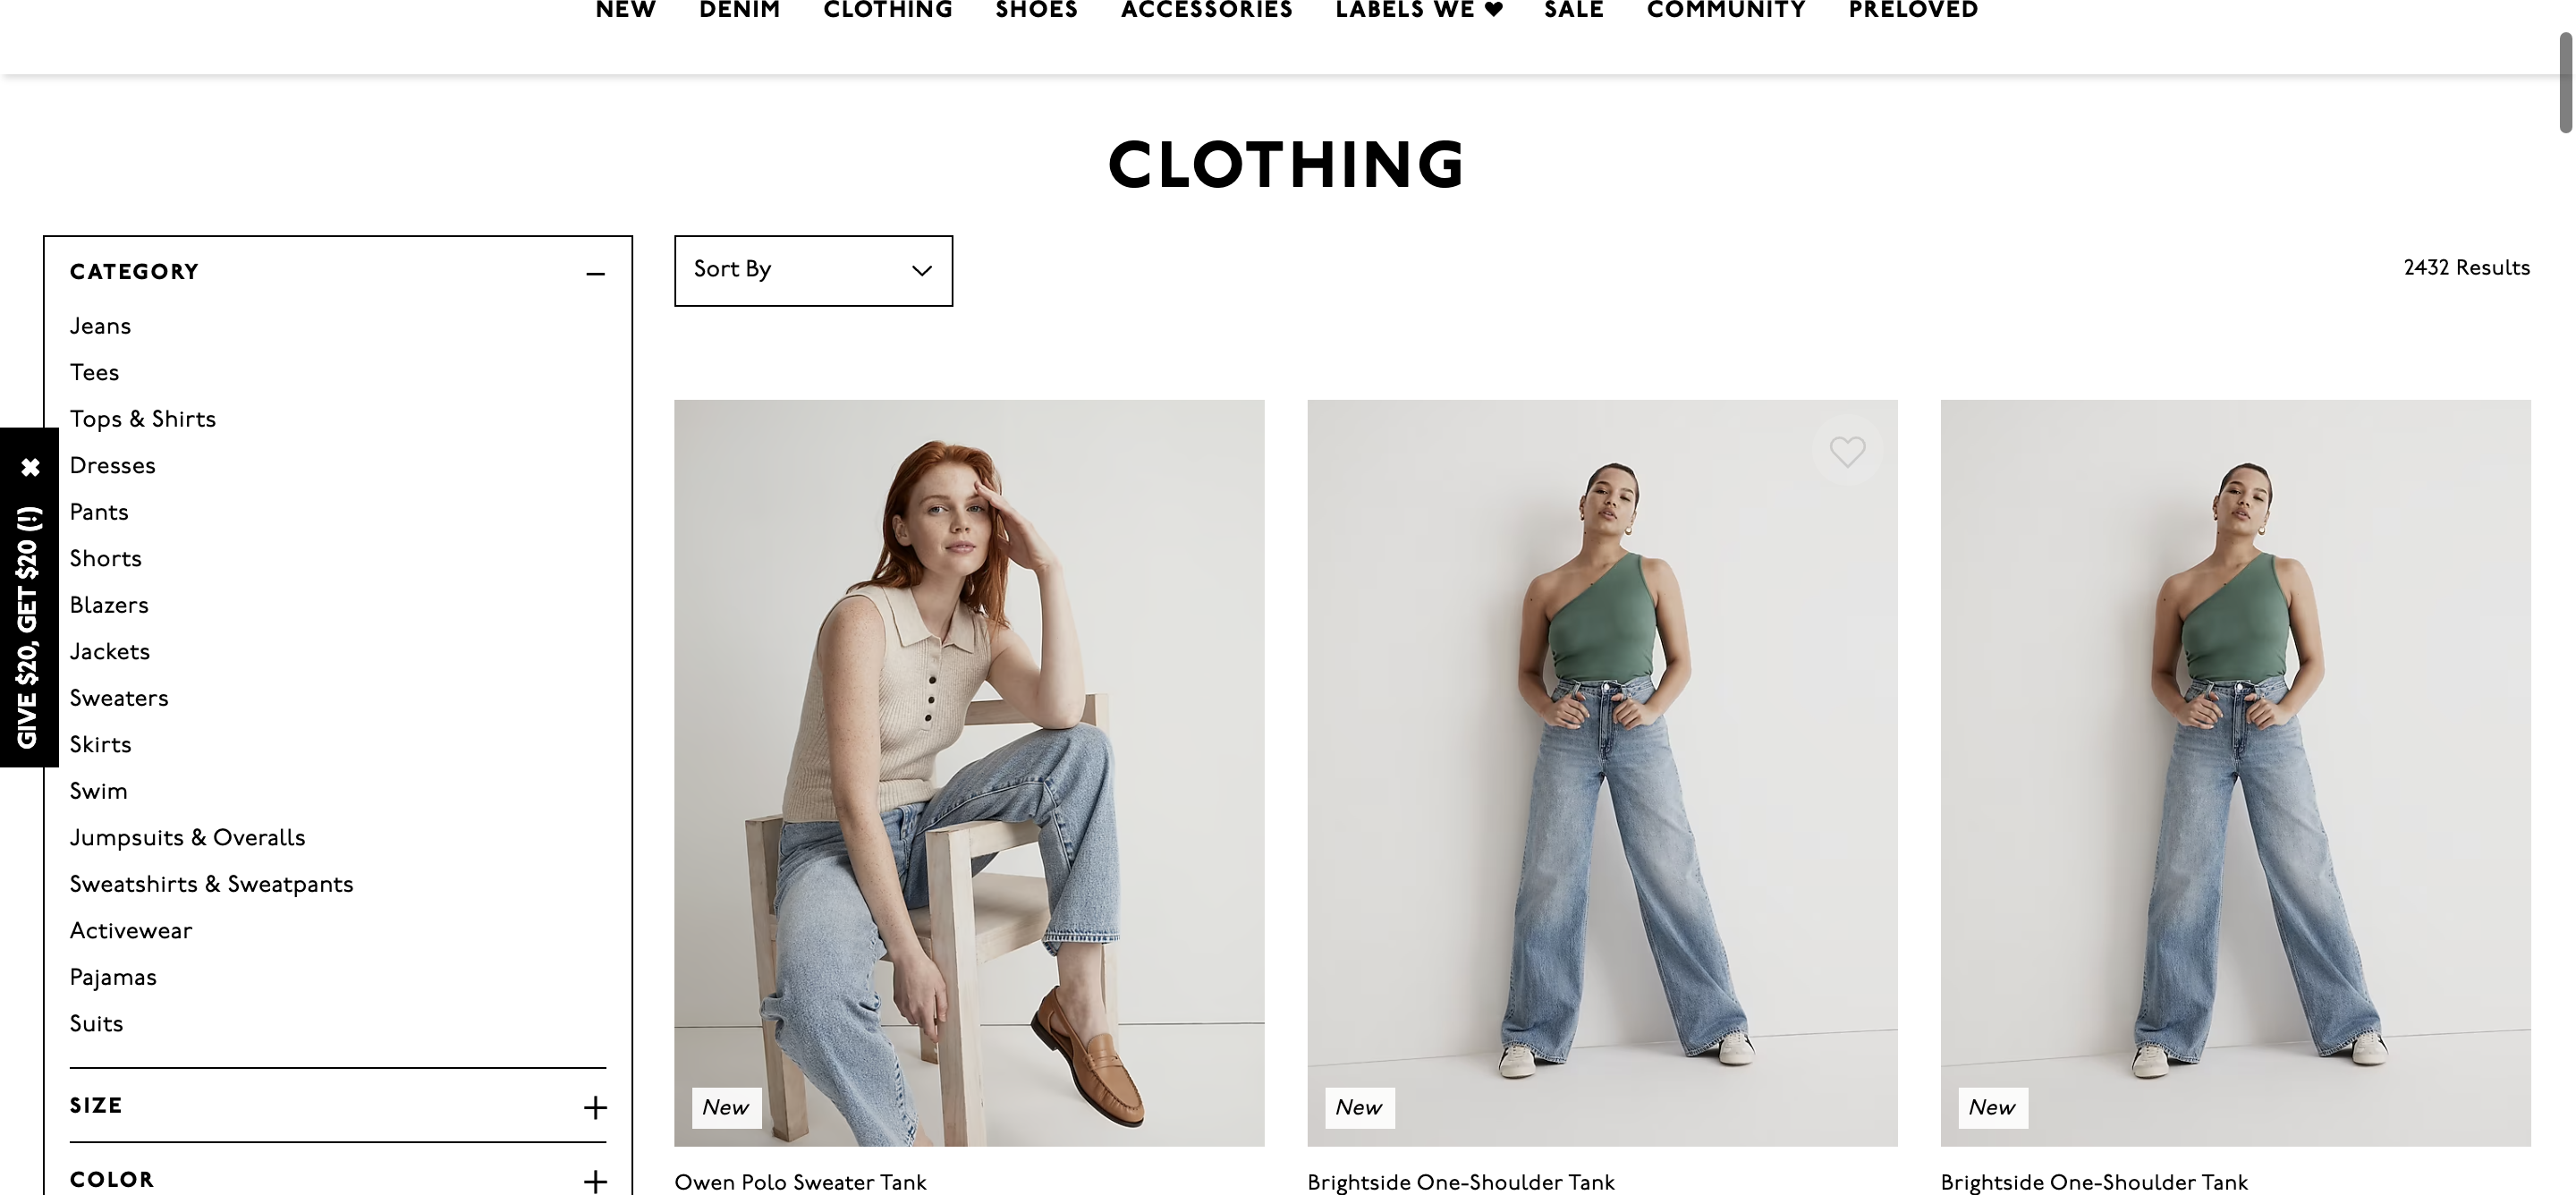 NEW DENIM CLOTHING SHOES ACCESSORIES LABELS WE ♥ SALE COMMUNITY PRELOVED
CLOTHING
CATEGORY
Jeans
Tees
Tops & Shirts
Dresses
Pants
Shorts
Blazers
Jackets
Sweaters
Skirts
Swim
Jumpsuits & Overalls
Sweatshirts & Sweatpants
Activewear
Pajamas
Suits
SIZE
COLOR
GIVE $20, GET $20 (!)
Sort By
2432 Results
New
Owen Polo Sweater Tank
New
Brightside One-Shoulder Tank
New
Brightside One-Shoulder Tank